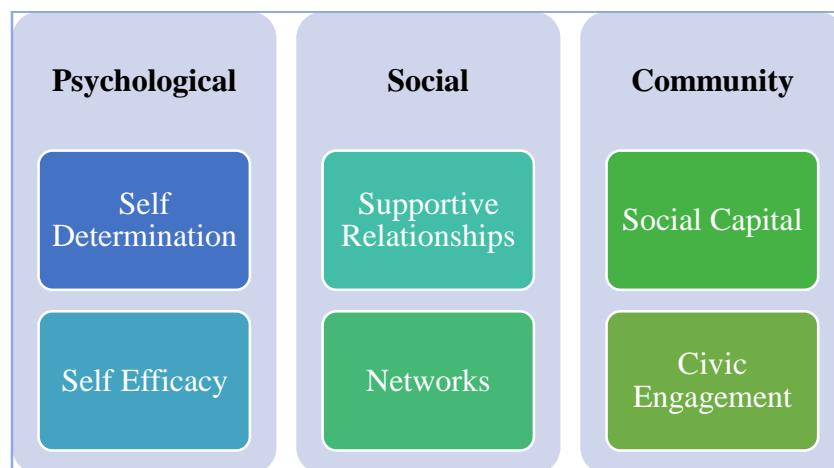 Psychological
Self
Determination
Self Efficacy
Social
Supportive
Relationships
Networks
Community
Social Capital
Civic
Engagement